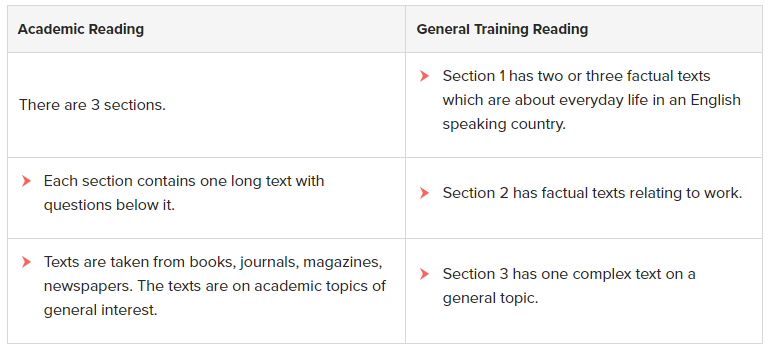 Academic Reading
General Training Reading
There are 3 sections.
Section 1 has two or three factual texts
which are about everyday life in an English
speaking country.
Each section contains one long text with
questions below it.
Section 2 has factual texts relating to work.
Texts are taken from books, journals, magazines,
newspapers. The texts are on academic topics of
general interest.
Section 3 has one complex text on a
general topic.